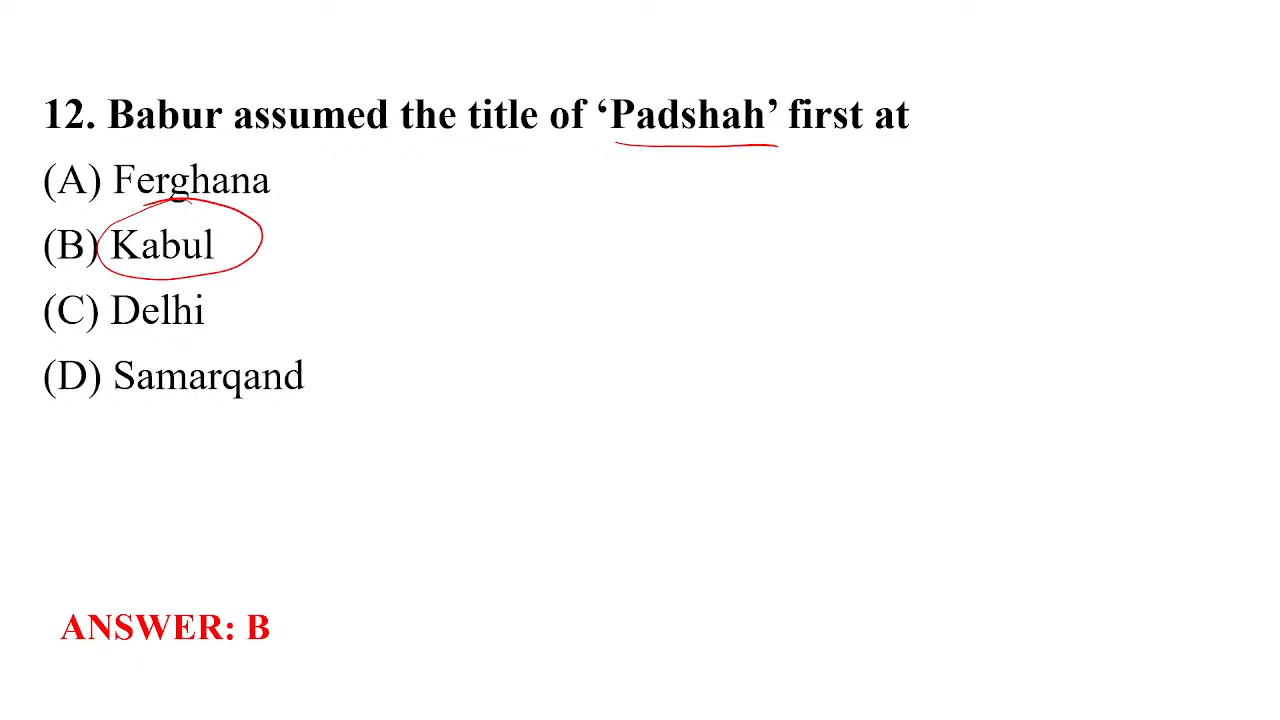 12. Babur assumed the title of ‘Padshah’ first at
(A) Ferghana
(B) Kabul
(C) Delhi
(D) Samarqand
ANSWER: B